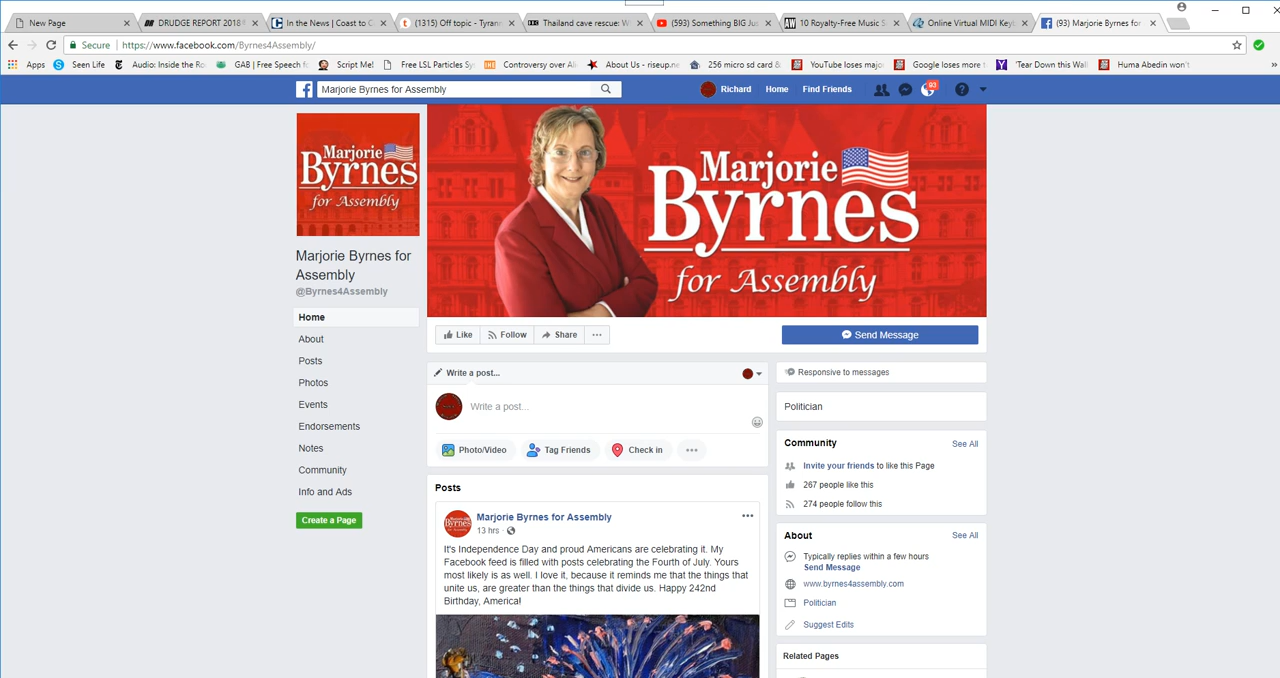 New Page
DRUDGE REPORT 2018
In the News | Coast to C
(1315) Off topic - Tyrann
Thailand cave rescue: W
(593) Something BIG Jus
10 Royalty-Free Music S
Online Virtual MIDI Keyb
(93) Marjorie Byrnes for
Secure
https://www.facebook.com/Byrnes4Assembly/
Apps
Seen Life
Audio: Inside the Ro
GAB | Free Speech fo
Script Me!
Free LSL Particles Sys
Controversy over Ali
About Us - riseup.ne
256 micro sd card &
YouTube loses major
Google loses more t
'Tear Down this Wall
Huma Abedin won't
Marjorie Byrnes for Assembly
Richard
Home
Find Friends
93
Marjorie
Byrnes
for Assembly
Marjorie
Byrnes
for Assembly
Marjorie Byrnes for
Assembly
@Byrnes4Assembly
Home
About
Posts
Photos
Events
Endorsements
Notes
Community
Info and Ads
Create a Page
Like
Follow
Share
Send Message
Write a post...
Write a post...
Photo/Video
Tag Friends
Check in
Posts
Marjorie Byrnes for Assembly
13 hrs ·
It's Independence Day and proud Americans are celebrating it. My
Facebook feed is filled with posts celebrating the Fourth of July. Yours
most likely is as well. I love it, because it reminds me that the things that
unite us, are greater than the things that divide us. Happy 242nd
Birthday, America!
Responsive to messages
Politician
Community
See All
Invite your friends to like this Page
267 people like this
274 people follow this
About
See All
Typically replies within a few hours
Send Message
www.byrnes4assembly.com
Politician
Suggest Edits
Related Pages